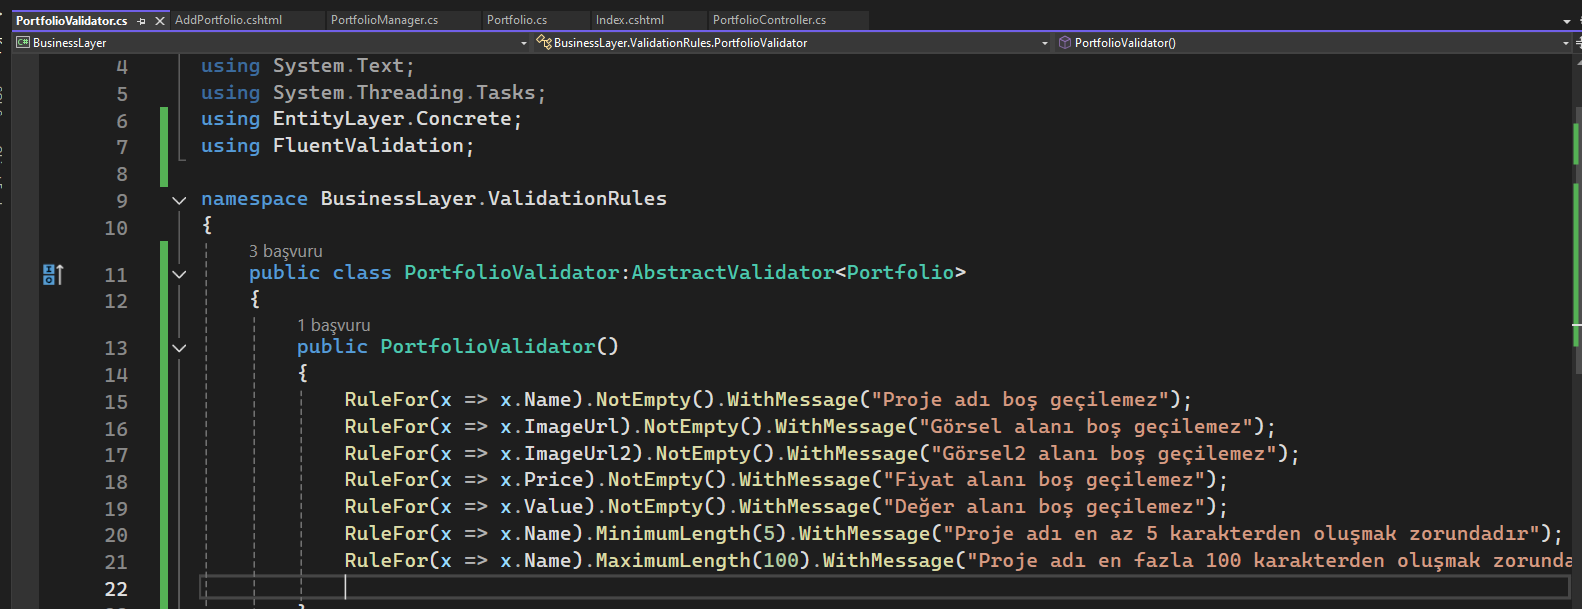 PortfolioValidator.cs AddPortfolio.cshtml PortfolioManager.cs Portfolio.cs Index.cshtml PortfolioController.cs
C# BusinessLayer BusinessLayer.ValidationRules.PortfolioValidator PortfolioValidator()
4 using System.Text;
5 using System.Threading.Tasks;
6 using EntityLayer.Concrete;
7 using FluentValidation;
8
9 namespace BusinessLayer.ValidationRules
10 {
3 başvuru
11 public class PortfolioValidator:AbstractValidator<Portfolio>
12 {
1 başvuru
13 public PortfolioValidator()
14 {
15 RuleFor(x => x.Name).NotEmpty().WithMessage("Proje adı boş geçilemez");
16 RuleFor(x => x.ImageUrl).NotEmpty().WithMessage("Görsel alanı boş geçilemez");
17 RuleFor(x => x.ImageUrl2).NotEmpty().WithMessage("Görsel2 alanı boş geçilemez");
18 RuleFor(x => x.Price).NotEmpty().WithMessage("Fiyat alanı boş geçilemez");
19 RuleFor(x => x.Value).NotEmpty().WithMessage("Değer alanı boş geçilemez");
20 RuleFor(x => x.Name).MinimumLength(5).WithMessage("Proje adı en az 5 karakterden oluşmak zorundadır");
21 RuleFor(x => x.Name).MaximumLength(100).WithMessage("Proje adı en fazla 100 karakterden oluşmak zorunda
22